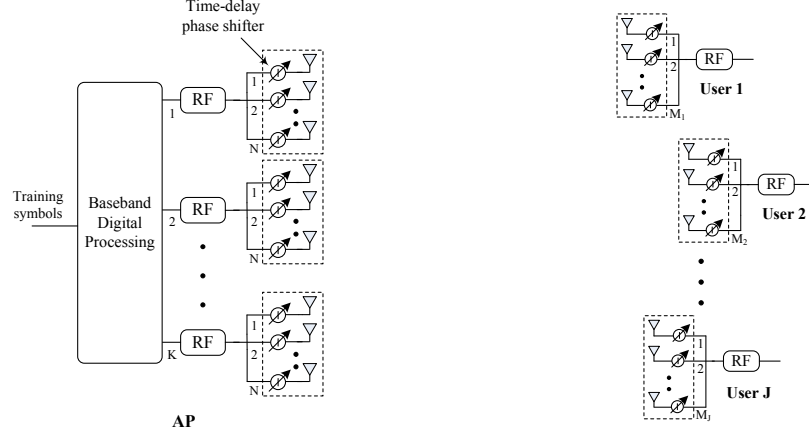 Time-delay
phase shifter
Training
symbols
Baseband
Digital
Processing
1
RF
1
2
N
2
RF
1
2
N
K
RF
1
2
N
AP
1
2
M1
RF
User 1
1
2
M2
RF
User 2
1
2
MJ
RF
User J